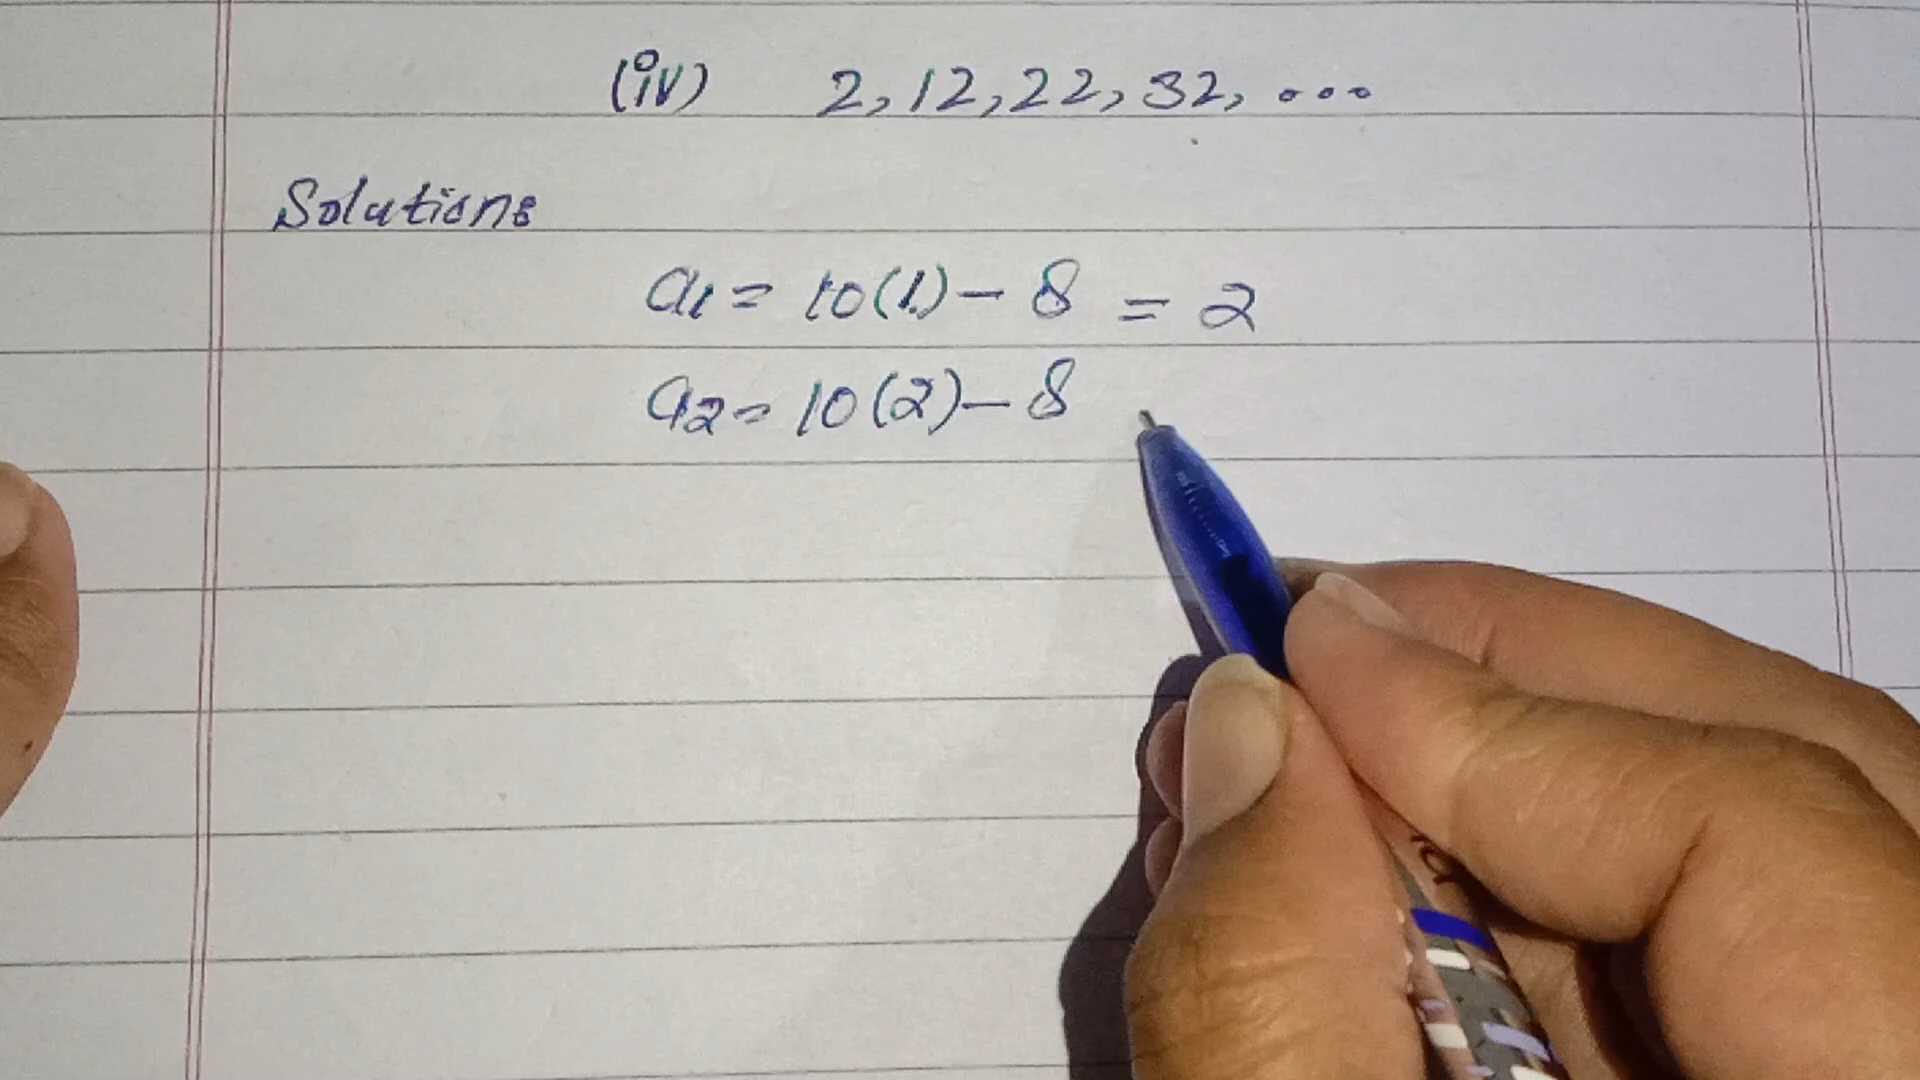 (iv) 2, 12, 22, 32, ...
Solutions
a1 = 10(1) - 8 = 2
a2 = 10(2) - 8